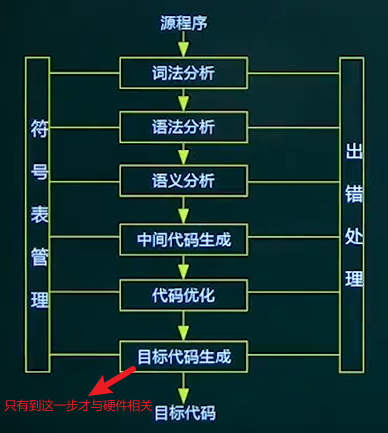 源程序
词法分析
语法分析
语义分析
中间代码生成
代码优化
目标代码生成
目标代码
符号表管理
出错处理
只有到这一步才与硬件相关